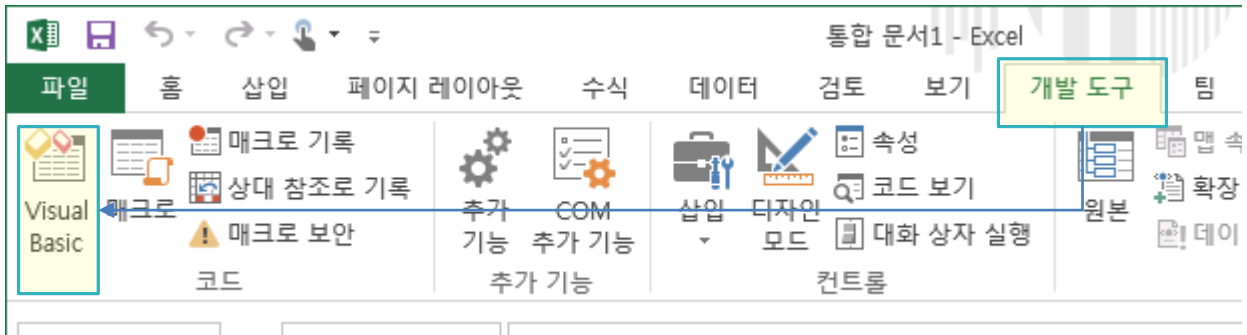 통합 문서1 - Excel
파일 홈 삽입 페이지 레이아웃 수식 데이터 검토 보기 개발 도구 팀
Visual Basic
매크로
매크로 기록
상대 참조로 기록
매크로 보안
코드
추가 기능
COM 추가 기능
추가 기능
삽입
디자인 모드
속성
코드 보기
대화 상자 실행
컨트롤
원본
맵 속
확장
데이